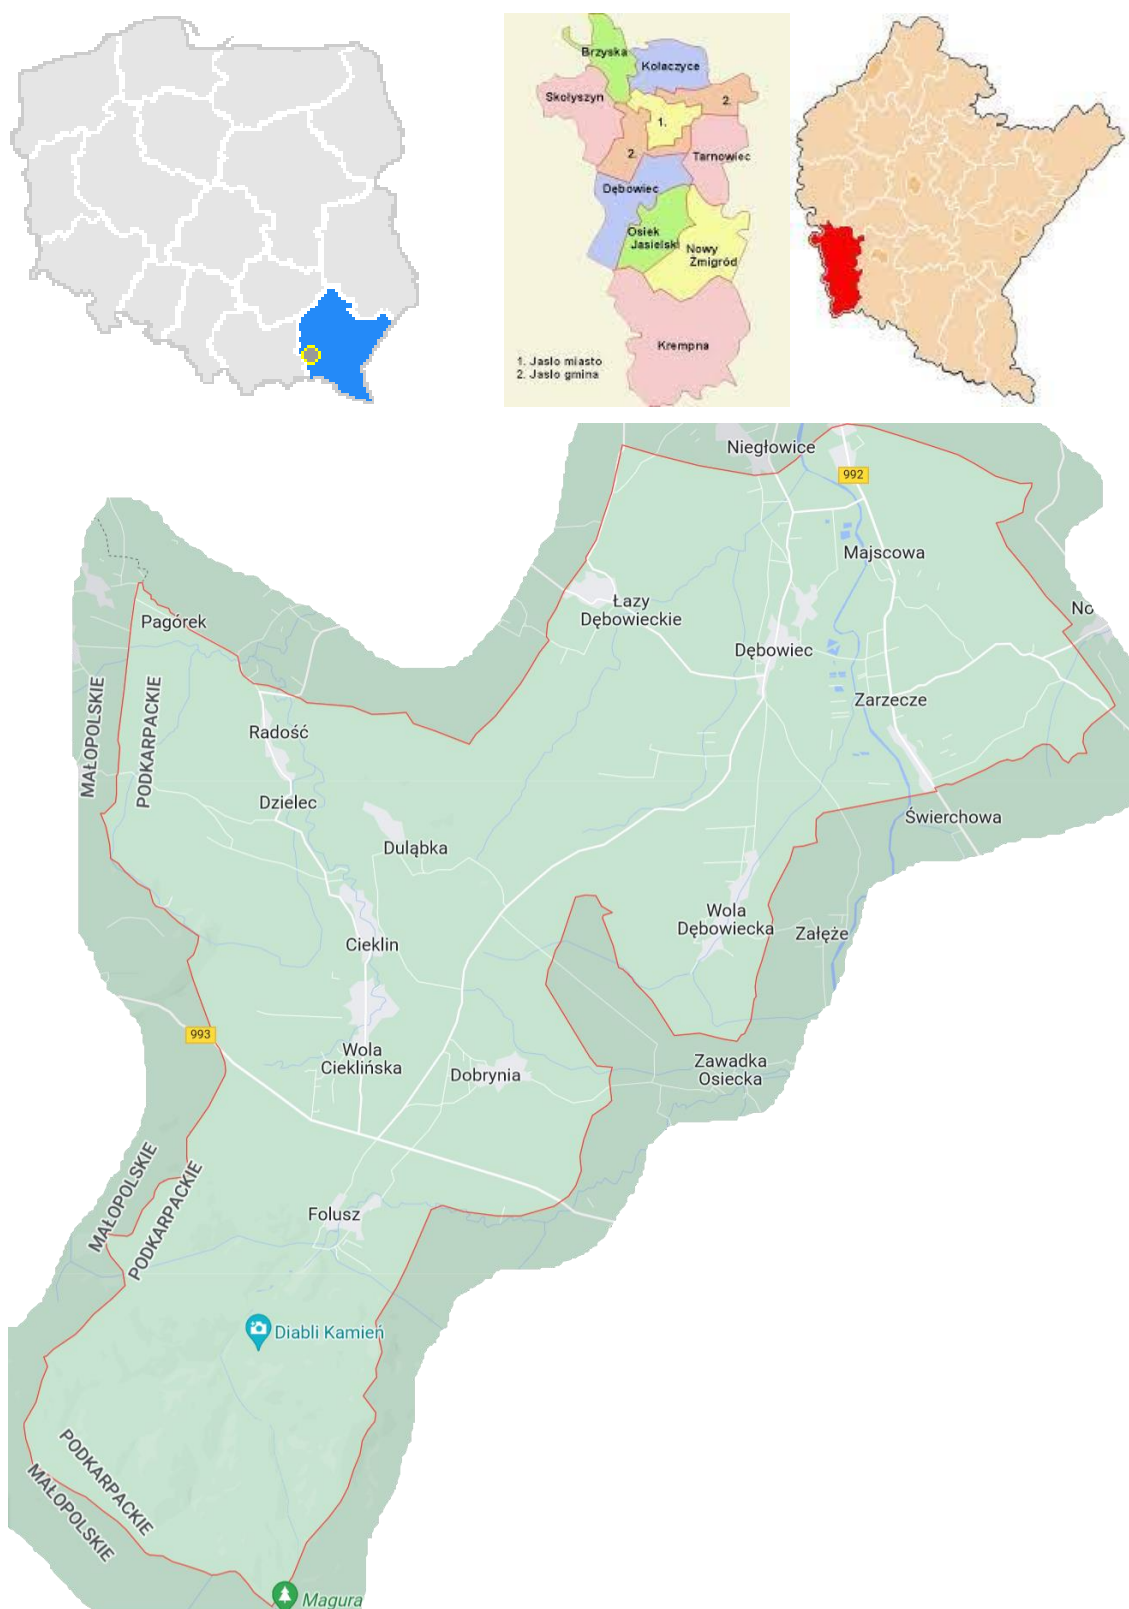 Brzyska
Kołaczyce
Skołyszyn
2.
1.
2.
Tarnowiec
Dębowiec
Osiek
Jasielski
Nowy
Żmigród
Krempna
1. Jasło miasto
2. Jasło gmina
Niegłowice
992
Majscowa
Łazy
Dębowieckie
No
Pagórek
Dębowiec
MAŁOPOLSKIE
PODKARPACKIE
Zarzecze
Radość
Dzielec
Świerchowa
Duląbka
Wola
Dębowiecka
Załęże
Cieklin
993
Wola
Cieklińska
Zawadka
Osiecka
Dobrynia
MAŁOPOLSKIE
PODKARPACKIE
Folusz
Diabli Kamień
PODKARPACKIE
MAŁOPOLSKIE
Magura